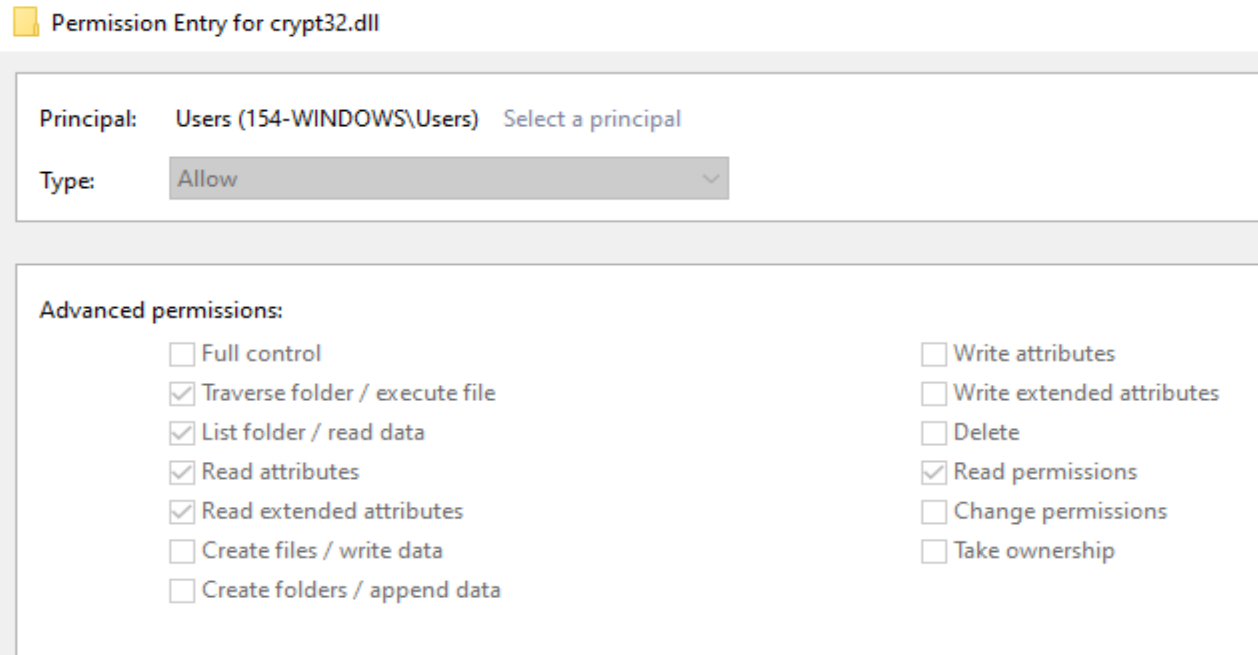 Permission Entry for crypt32.dll
Principal: Users (154-WINDOWS\Users) Select a principal
Type: Allow
Advanced permissions:
Full control
Traverse folder / execute file
List folder / read data
Read attributes
Read extended attributes
Create files / write data
Create folders / append data
Write attributes
Write extended attributes
Delete
Read permissions
Change permissions
Take ownership